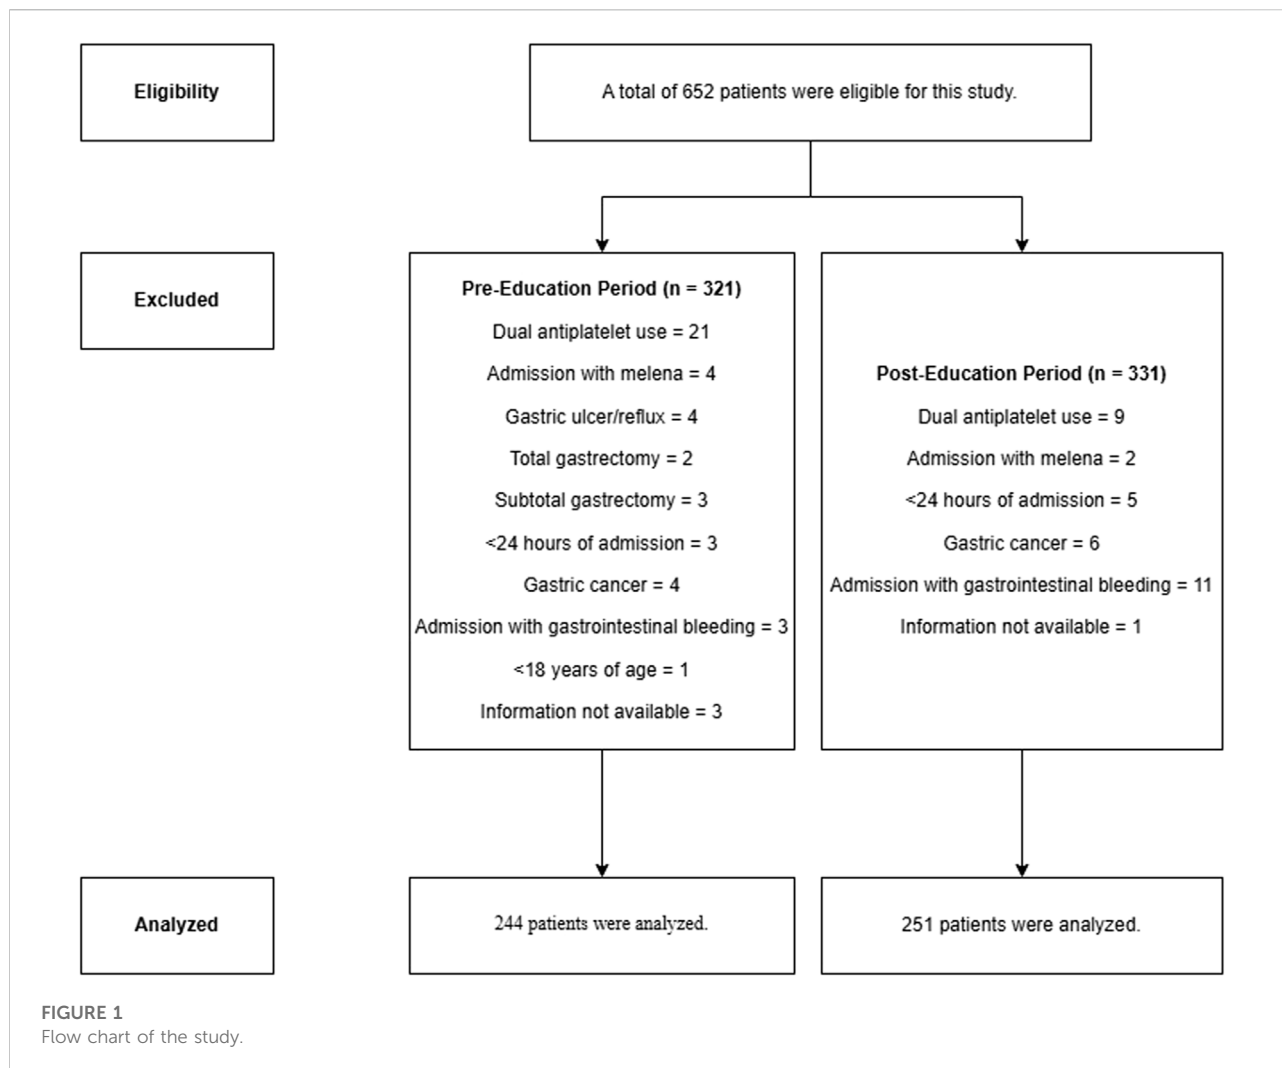 Eligibility
A total of 652 patients were eligible for this study.
Excluded
Pre-Education Period (n = 321)
Dual antiplatelet use = 21
Admission with melena = 4
Gastric ulcer/reflux = 4
Total gastrectomy = 2
Subtotal gastrectomy = 3
<24 hours of admission = 3
Gastric cancer = 4
Admission with gastrointestinal bleeding = 3
<18 years of age = 1
Information not available = 3
Post-Education Period (n = 331)
Dual antiplatelet use = 9
Admission with melena = 2
<24 hours of admission = 5
Gastric cancer = 6
Admission with gastrointestinal bleeding = 11
Information not available = 1
Analyzed
244 patients were analyzed.
251 patients were analyzed.
FIGURE 1
Flow chart of the study.